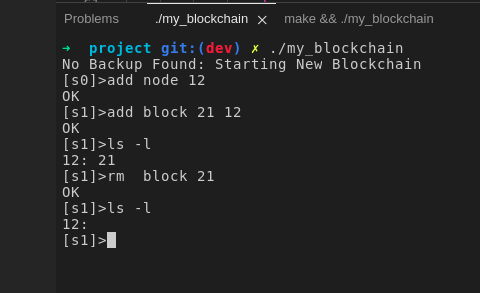 Problems ./my_blockchain × make && ./my_blockchain
➜ project git:(dev) ✗ ./my_blockchain
No Backup Found: Starting New Blockchain
[s0]>add node 12
OK
[s1]>add block 21 12
OK
[s1]>ls -l
12: 21
[s1]>rm  block 21
OK
[s1]>ls -l
12:
[s1]>